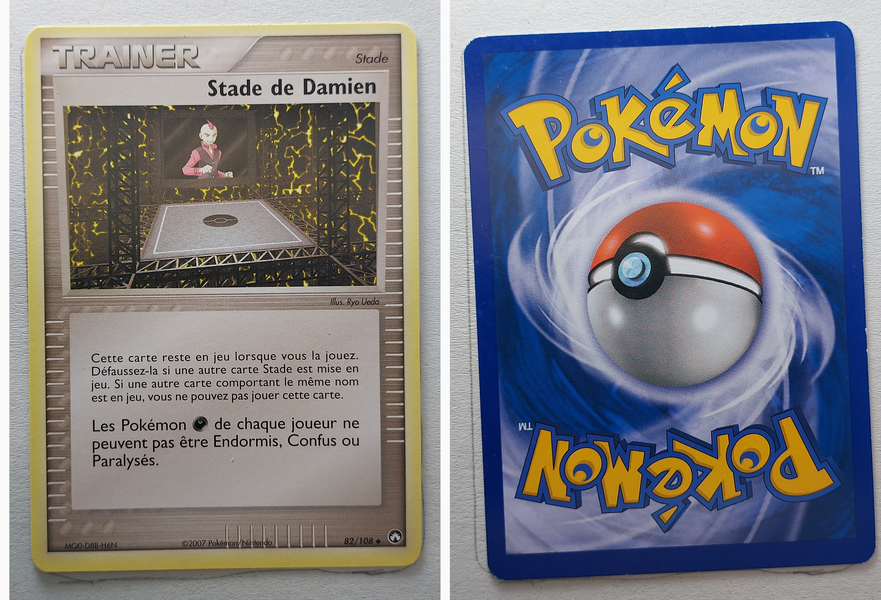 TRAINER
Stade
Stade de Damien
Illus. Ryo Ueda
Cette carte reste en jeu lorsque vous la jouez.
Défaussez-la si une autre carte Stade est mise en
jeu. Si une autre carte comportant le même nom
est en jeu, vous ne pouvez pas jouer cette carte.
Les Pokémon de chaque joueur ne
peuvent pas être Endormis, Confus ou
Paralysés.
©2007 Pokémon/Nintendo
82/108
POKéMON
TM
TM
POKéMON